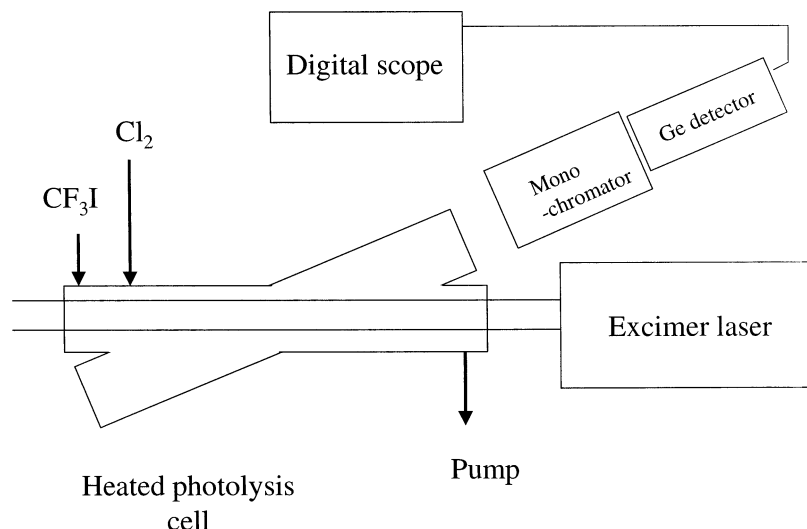 Digital scope
Ge detector
Mono
-chromator
Cl₂
CF₃I
Excimer laser
Pump
Heated photolysis
cell